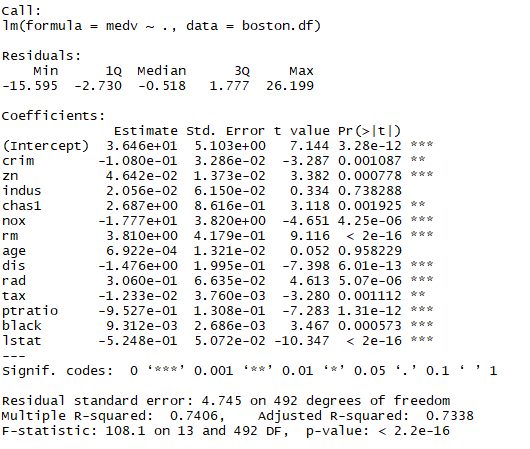 Call:
lm(formula = medv ~ ., data = boston.df)
Residuals:
Min 1Q Median 3Q Max
-15.595 -2.730 -0.518 1.777 26.199
Coefficients:
Estimate Std. Error t value Pr(>|t|)
(Intercept) 3.646e+01 5.103e+00 7.144 3.28e-12 ***
crim -1.080e-01 3.286e-02 -3.287 0.001087 **
zn 4.642e-02 1.373e-02 3.382 0.000778 ***
indus 2.056e-02 6.150e-02 0.334 0.738288
chas1 2.687e+00 8.616e-01 3.118 0.001925 **
nox -1.777e+01 3.820e+00 -4.651 4.25e-06 ***
rm 3.810e+00 4.179e-01 9.116 < 2e-16 ***
age 6.922e-04 1.321e-02 0.052 0.958229
dis -1.476e+00 1.995e-01 -7.398 6.01e-13 ***
rad 3.060e-01 6.635e-02 4.613 5.07e-06 ***
tax -1.233e-02 3.760e-03 -3.280 0.001112 **
ptratio -9.527e-01 1.308e-01 -7.283 1.31e-12 ***
black 9.312e-03 2.686e-03 3.467 0.000573 ***
lstat -5.248e-01 5.072e-02 -10.347 < 2e-16 ***
---
Signif. codes: 0 ‘***’ 0.001 ‘**’ 0.01 ‘*’ 0.05 ‘.’ 0.1 ‘ ’ 1
Residual standard error: 4.745 on 492 degrees of freedom
Multiple R-squared: 0.7406, Adjusted R-squared: 0.7338
F-statistic: 108.1 on 13 and 492 DF, p-value: < 2.2e-16